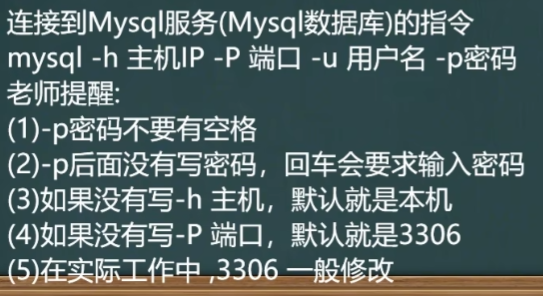 连接到Mysql服务(Mysql数据库)的指令
mysql -h 主机IP -P 端口 -u 用户名 -p密码
老师提醒:
(1)-p密码不要有空格
(2)-p后面没有写密码，回车会要求输入密码
(3)如果没有写-h 主机，默认就是本机
(4)如果没有写-P 端口，默认就是3306
(5)在实际工作中 ,3306 一般修改